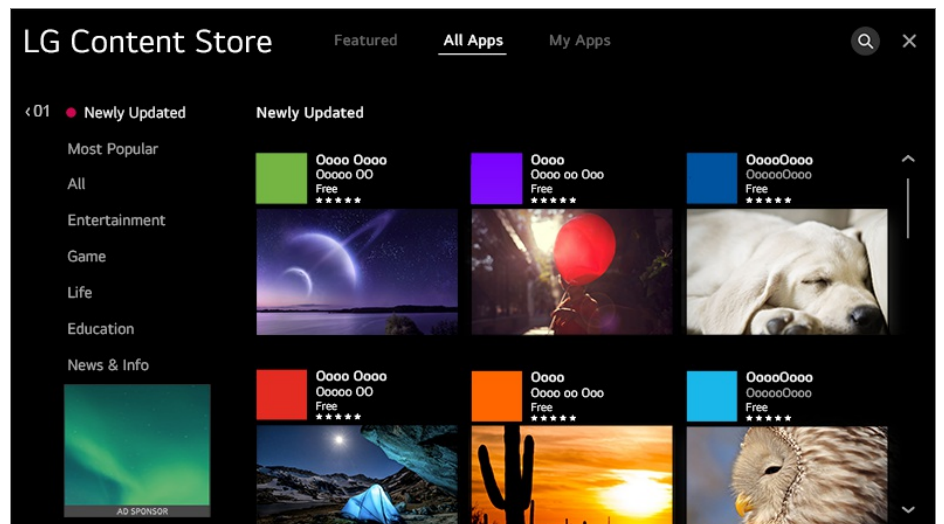 LG Content Store
Featured
All Apps
My Apps
01
Newly Updated
Most Popular
All
Entertainment
Game
Life
Education
News & Info
AD SPONSOR
Newly Updated
Oooo Oooo
Ooooo OO
Free
Oooo
Oooo oo Ooo
Free
OoooOooo
OooooOooo
Free
Oooo Oooo
Ooooo OO
Free
Oooo
Oooo oo Ooo
Free
OoooOooo
OooooOooo
Free